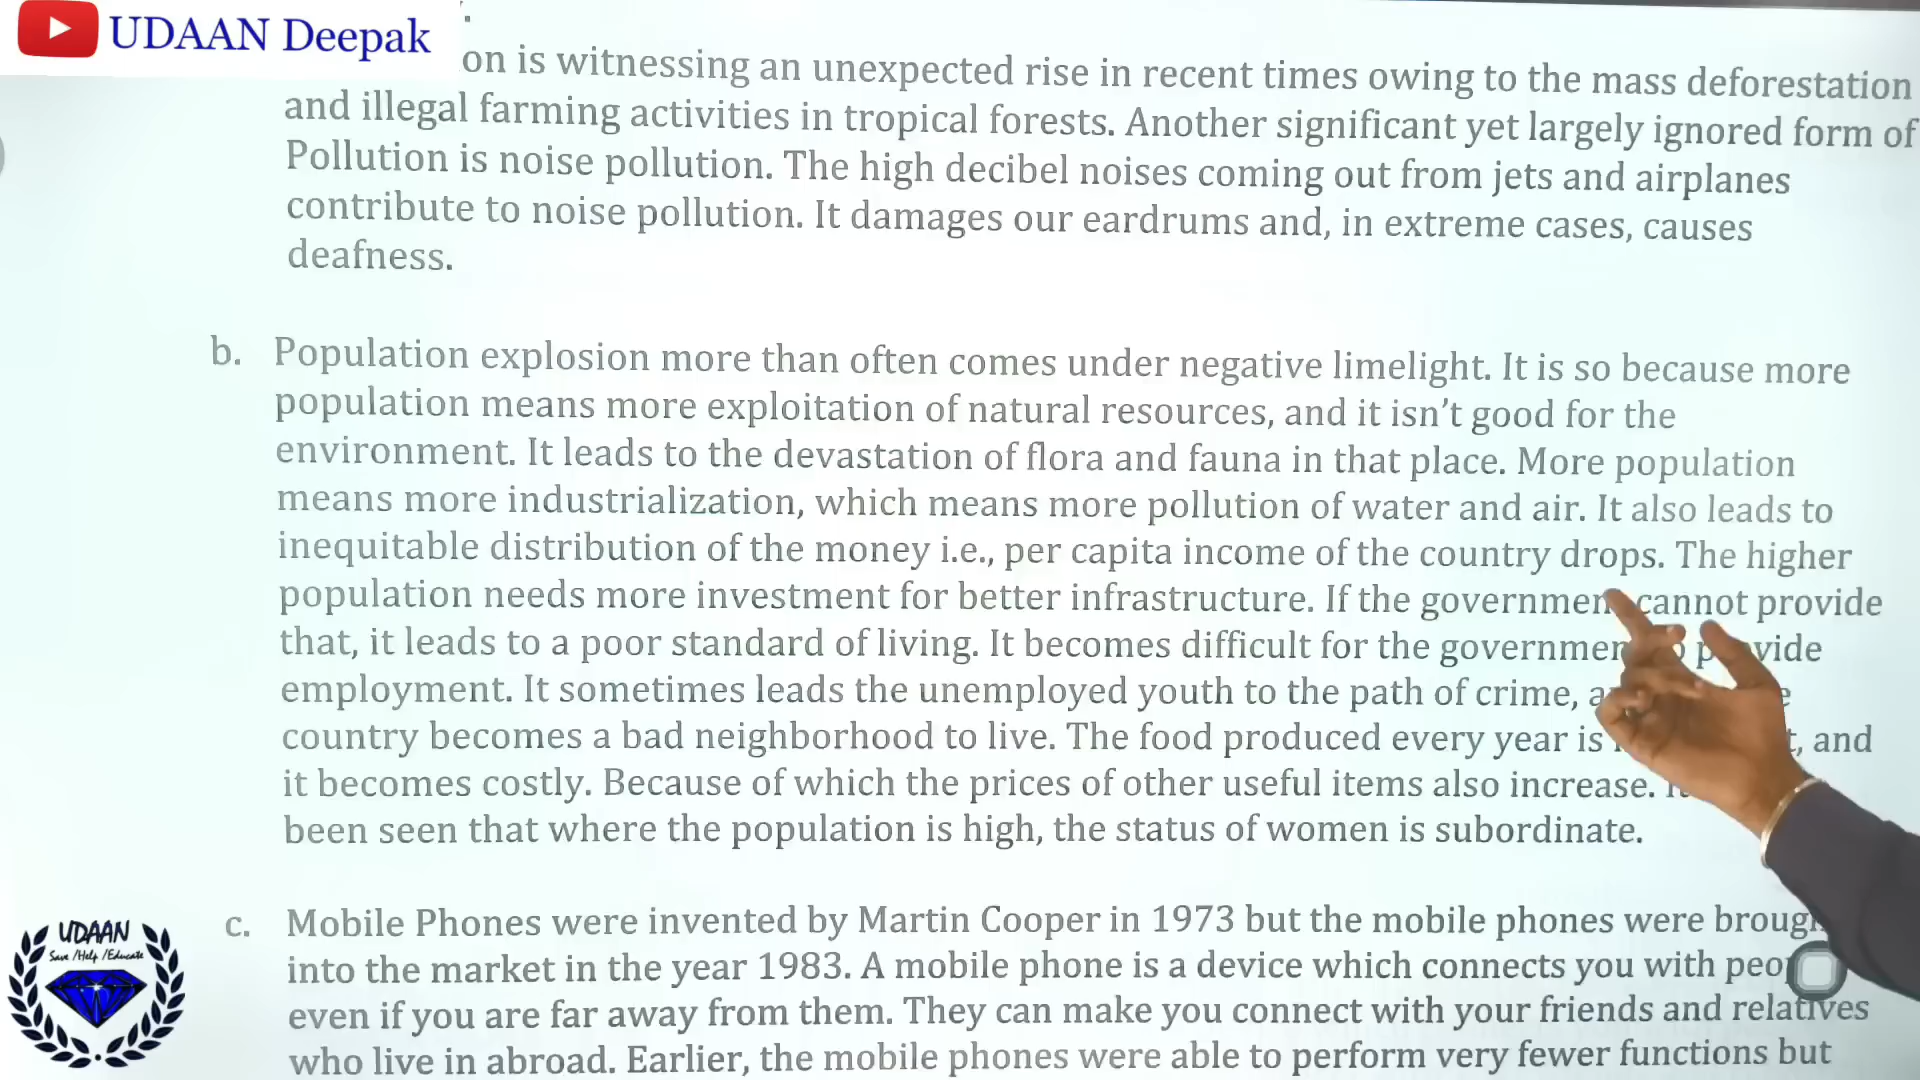 UDAAN Deepak
on is witnessing an unexpected rise in recent times owing to the mass deforestation
and illegal farming activities in tropical forests. Another significant yet largely ignored form of
Pollution is noise pollution. The high decibel noises coming out from jets and airplanes
contribute to noise pollution. It damages our eardrums and, in extreme cases, causes
deafness.
b. Population explosion more than often comes under negative limelight. It is so because more
population means more exploitation of natural resources, and it isn't good for the
environment. It leads to the devastation of flora and fauna in that place. More population
means more industrialization, which means more pollution of water and air. It also leads to
inequitable distribution of the money i.e., per capita income of the country drops. The higher
population needs more investment for better infrastructure. If the government cannot provide
that, it leads to a poor standard of living. It becomes difficult for the government provide
employment. It sometimes leads the unemployed youth to the path of crime,
country becomes a bad neighborhood to live. The food produced every year is and
it becomes costly. Because of which the prices of other useful items also increase.
been seen that where the population is high, the status of women is subordinate.
c. Mobile Phones were invented by Martin Cooper in 1973 but the mobile phones were
into the market in the year 1983. A mobile phone is a device which connects you with
even if you are far away from them. They can make you connect with your friends and relatives
who live in abroad. Earlier, the mobile phones were able to perform very fewer functions but
UDAAN
Save /Help /Educate